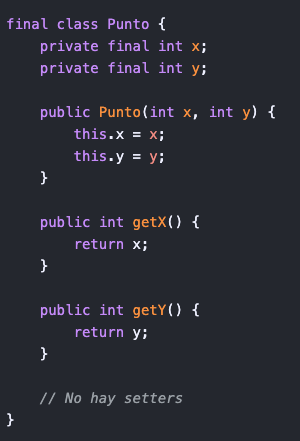 final class Punto {
    private final int x;
    private final int y;

    public Punto(int x, int y) {
        this.x = x;
        this.y = y;
    }

    public int getX() {
        return x;
    }

    public int getY() {
        return y;
    }

    // No hay setters
}